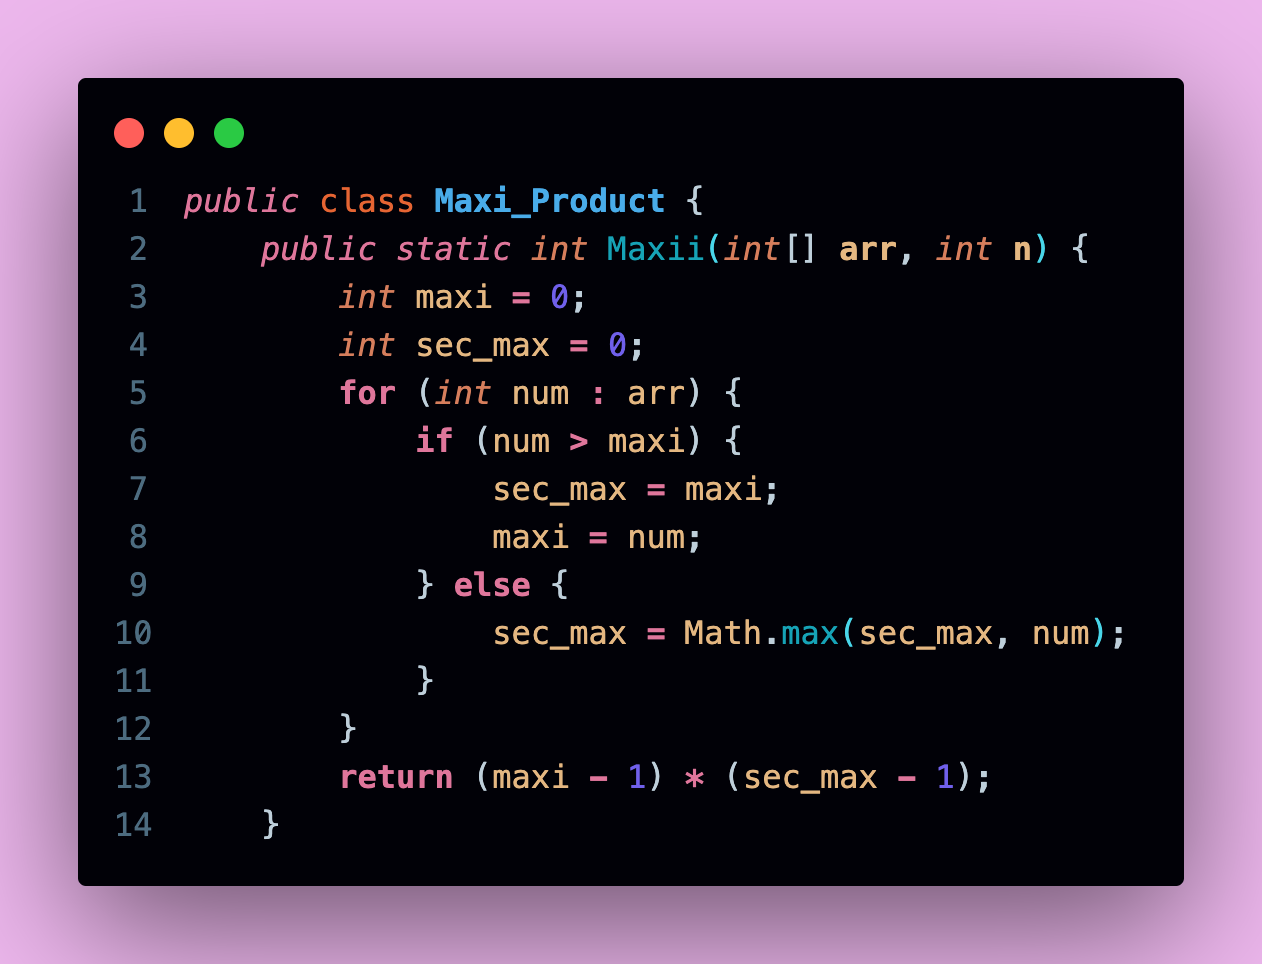 1 public class Maxi_Product {
2     public static int Maxii(int[] arr, int n) {
3         int maxi = 0;
4         int sec_max = 0;
5         for (int num : arr) {
6             if (num > maxi) {
7                 sec_max = maxi;
8                 maxi = num;
9             } else {
10                 sec_max = Math.max(sec_max, num);
11             }
12         }
13         return (maxi - 1) * (sec_max - 1);
14     }